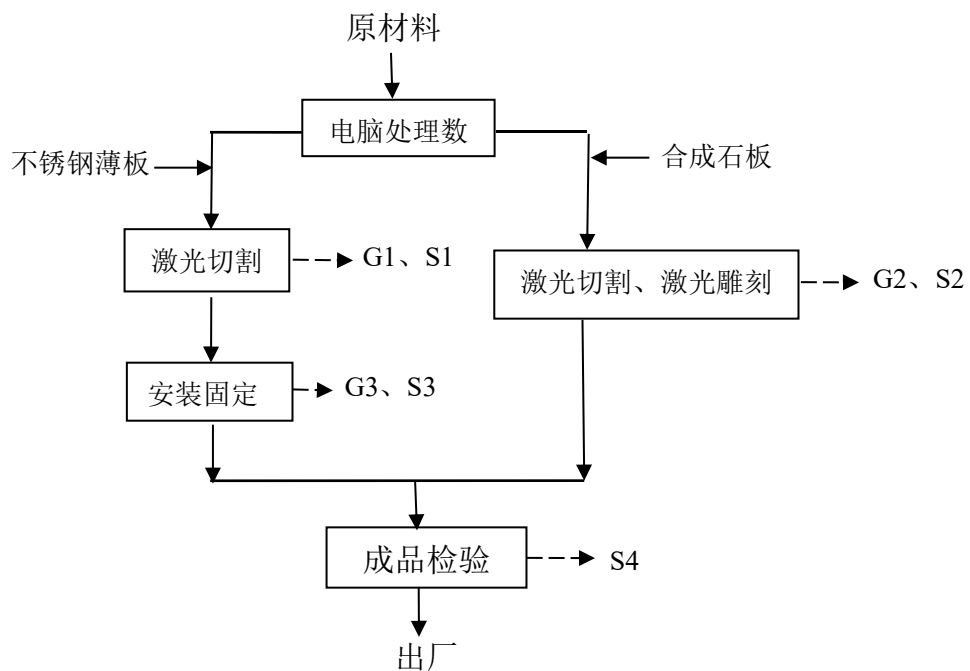 原材料
电脑处理数
不锈钢薄板
合成石板
激光切割
G1、S1
激光切割、激光雕刻
G2、S2
安装固定
G3、S3
成品检验
S4
出厂